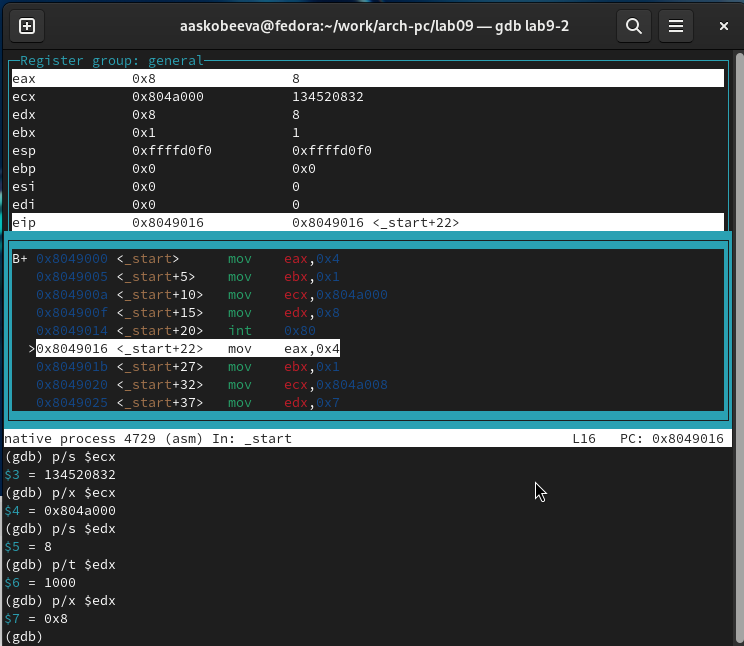 aaskobeeva@fedora:~/work/arch-pc/lab09 — gdb lab9-2
Register group: general
eax 0x8 8
ecx 0x804a000 134520832
edx 0x8 8
ebx 0x1 1
esp 0xffffd0f0 0xffffd0f0
ebp 0x0 0x0
esi 0x0 0
edi 0x0 0
eip 0x8049016 0x8049016 <_start+22>
B+ 0x8049000 <_start> mov eax,0x4
0x8049005 <_start+5> mov ebx,0x1
0x804900a <_start+10> mov ecx,0x804a000
0x804900f <_start+15> mov edx,0x8
0x8049014 <_start+20> int 0x80
>0x8049016 <_start+22> mov eax,0x4
0x804901b <_start+27> mov ebx,0x1
0x8049020 <_start+32> mov ecx,0x804a008
0x8049025 <_start+37> mov edx,0x7
native process 4729 (asm) In: _start L16 PC: 0x8049016
(gdb) p/s $ecx
$3 = 134520832
(gdb) p/x $ecx
$4 = 0x804a000
(gdb) p/s $edx
$5 = 8
(gdb) p/t $edx
$6 = 1000
(gdb) p/x $edx
$7 = 0x8
(gdb)